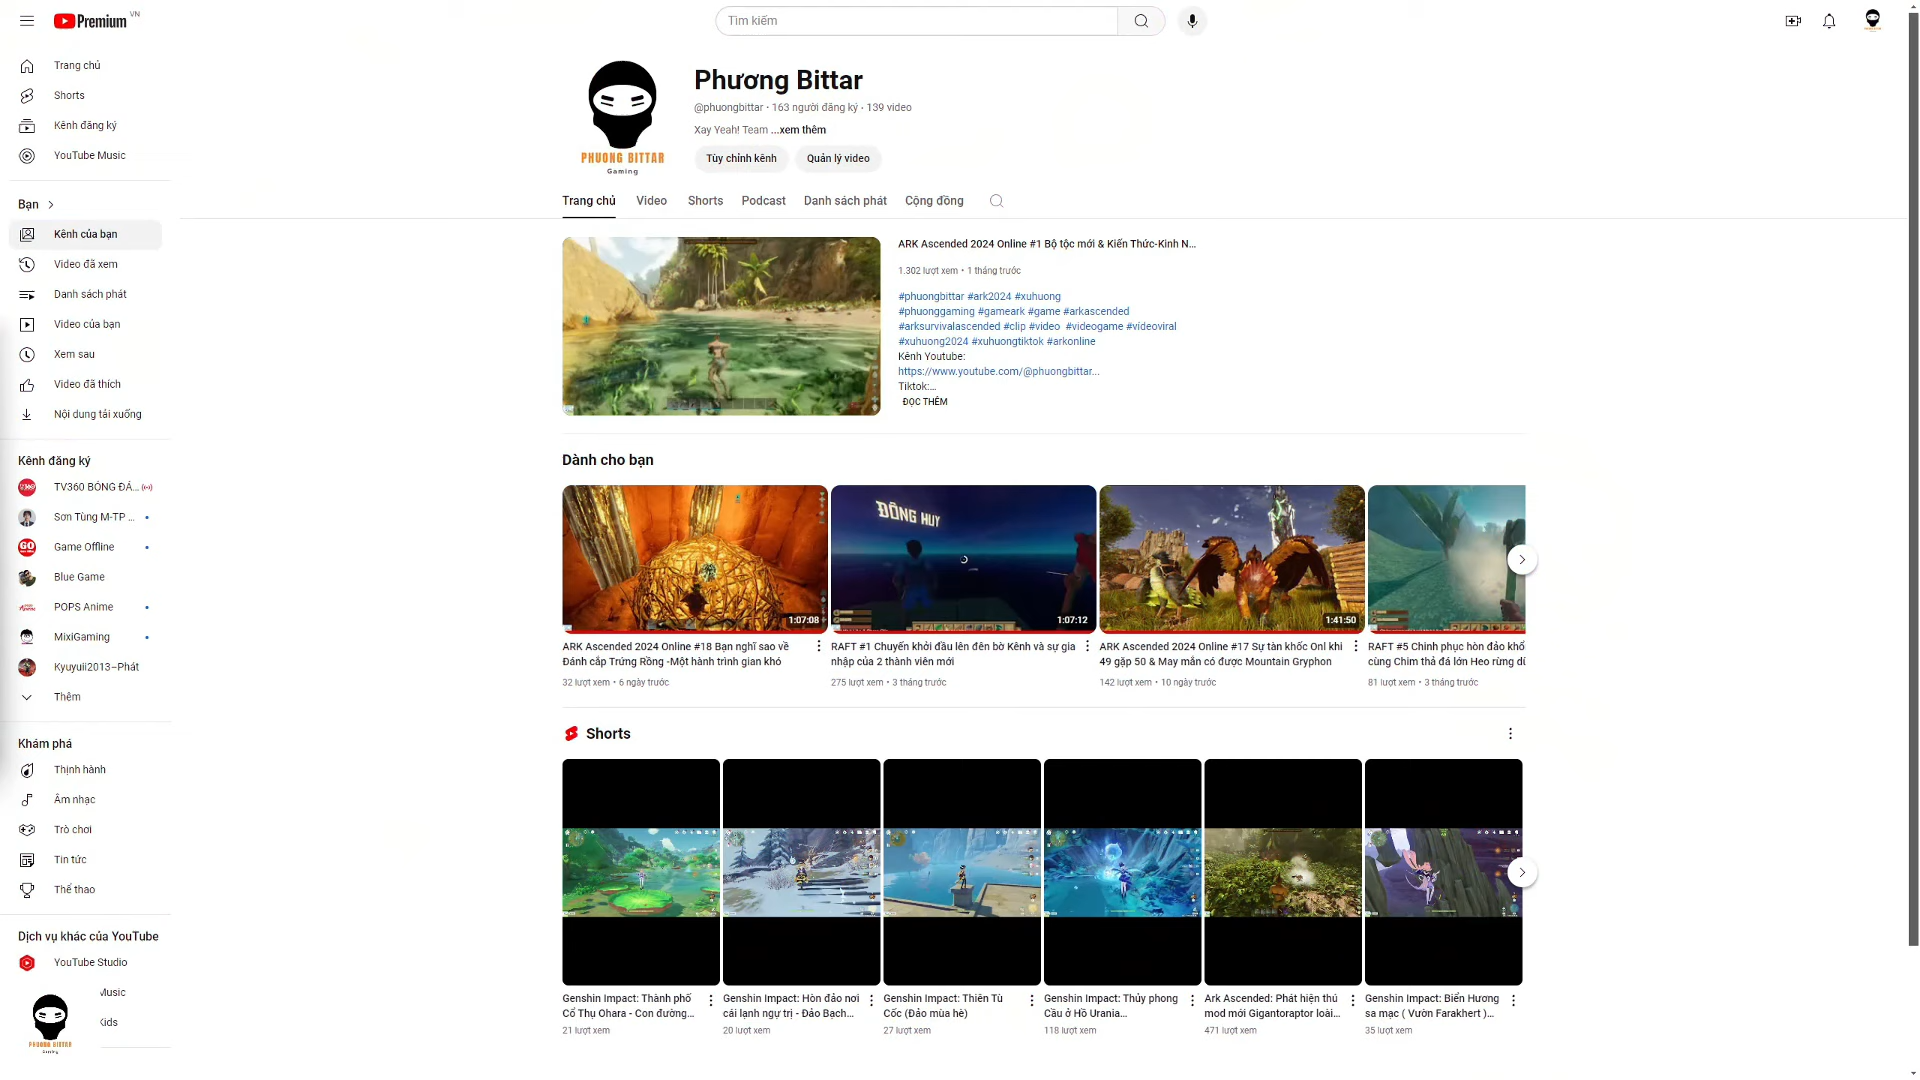 Premium VN
Tìm kiếm
Trang chủ
Shorts
Kênh đăng ký
YouTube Music
Bạn
Kênh của bạn
Video đã xem
Danh sách phát
Video của bạn
Xem sau
Video đã thích
Nội dung tải xuống
Kênh đăng ký
TV360 BÓNG ĐÁ...
Sơn Tùng M-TP ...
Game Offline
Blue Game
POPS Anime
MixiGaming
Kyuyuii2013–Phát
Thêm
Khám phá
Thịnh hành
Âm nhạc
Trò chơi
Tin tức
Thể thao
Dịch vụ khác của YouTube
YouTube Studio
Music
Kids
PHUONG BITTAR
Gaming
PHUONG BITTAR
Gaming
Phương Bittar
@phuongbittar · 163 người đăng ký · 139 video
Xay Yeah! Team ...xem thêm
Tùy chỉnh kênh
Quản lý video
Trang chủ
Video
Shorts
Podcast
Danh sách phát
Cộng đồng
ARK Ascended 2024 Online #1 Bộ tộc mới & Kiến Thức-Kinh N...
1.302 lượt xem • 1 tháng trước
#phuongbittar #ark2024 #xuhuong
#phuonggaming #gameark #game #arkascended
#arksurvivalascended #clip #video #videogame #videoviral
#xuhuong2024 #xuhuongtiktok #arkonline
Kênh Youtube:
https://www.youtube.com/@phuongbittar...
Tiktok:...
ĐỌC THÊM
Dành cho bạn
1:07:08
ARK Ascended 2024 Online #18 Bạn nghĩ sao về
Đánh cắp Trứng Rồng -Một hành trình gian khó
32 lượt xem • 6 ngày trước
ĐÔNG HUY
1:07:12
RAFT #1 Chuyến khởi đầu lên đên bờ Kênh và sự gia
nhập của 2 thành viên mới
275 lượt xem • 3 tháng trước
1:41:50
ARK Ascended 2024 Online #17 Sự tàn khốc Onl khi
49 gặp 50 & May mắn có được Mountain Gryphon
142 lượt xem • 10 ngày trước
RAFT #5 Chinh phục hòn đảo khổ
cùng Chim thả đá lớn Heo rừng dũ
81 lượt xem • 3 tháng trước
Shorts
Genshin Impact: Thành phố
Cổ Thụ Ohara - Con đường...
21 lượt xem
Genshin Impact: Hòn đảo nơi
cái lạnh ngự trị - Đảo Bạch...
20 lượt xem
Genshin Impact: Thiên Tù
Cốc (Đảo mùa hè)
27 lượt xem
Genshin Impact: Thủy phong
Cầu ở Hồ Urania...
118 lượt xem
Ark Ascended: Phát hiện thú
mod mới Gigantoraptor loài...
471 lượt xem
Genshin Impact: Biển Hương
sa mạc ( Vườn Farakhert )...
35 lượt xem